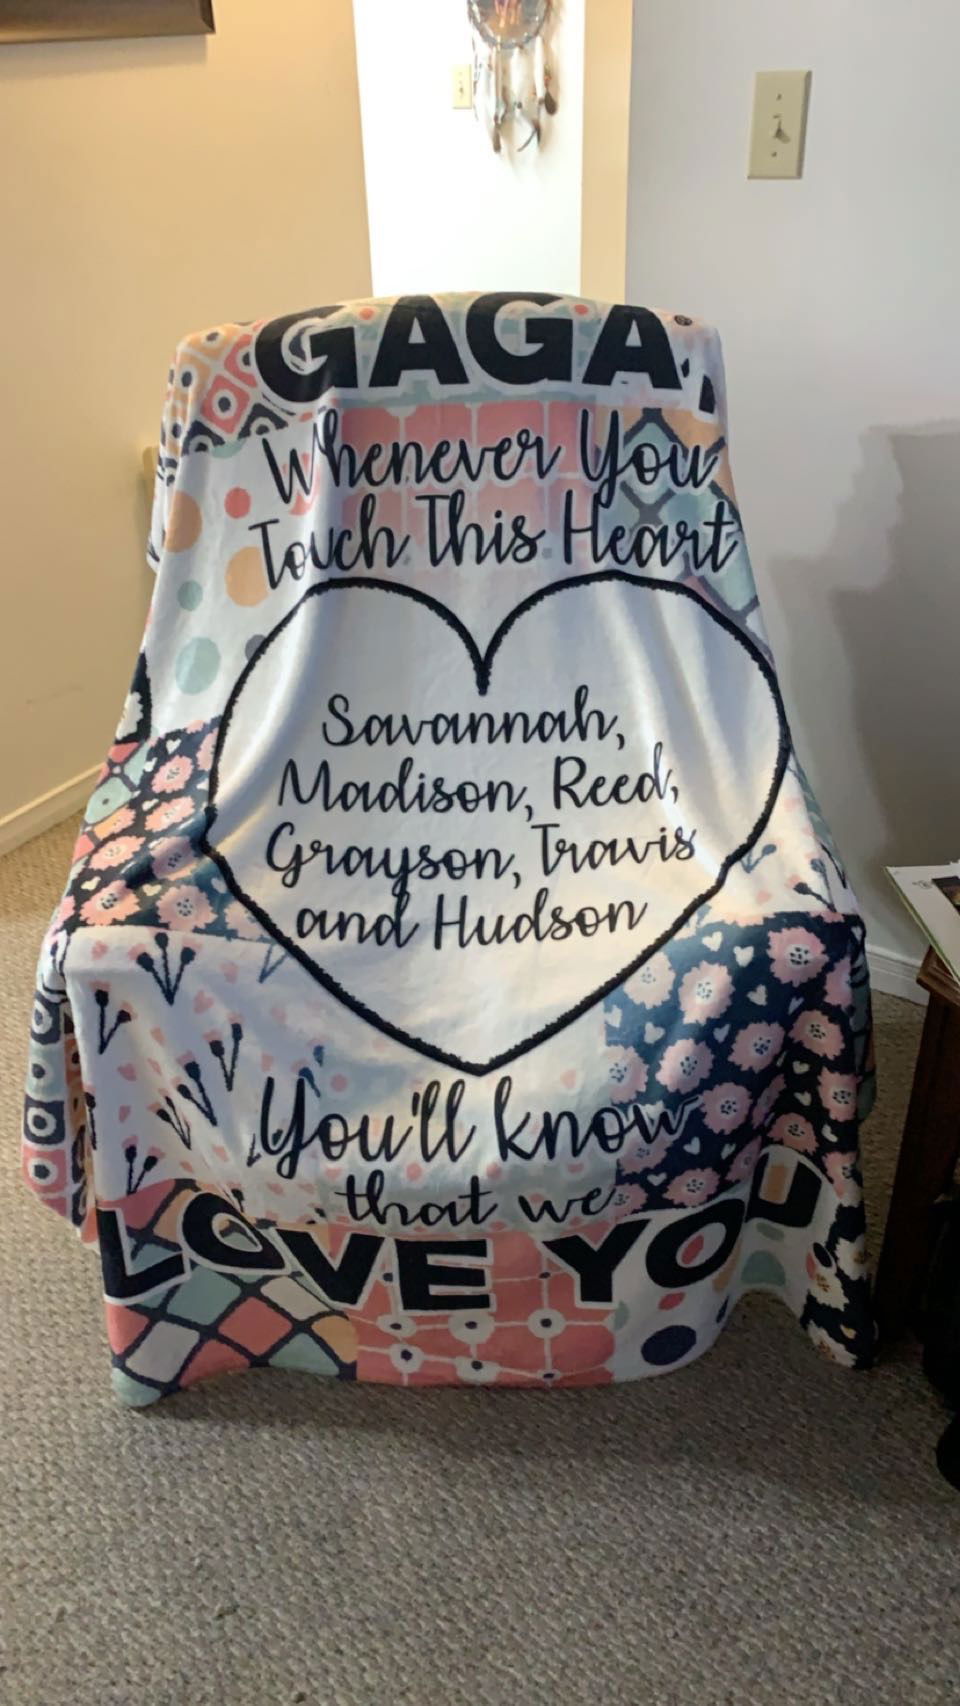 GAGA,
Whenever You
Touch This Heart
Savannah,
Madison, Reed,
Grayson, Travis
and Hudson
You'll know
that we
LOVE YOU